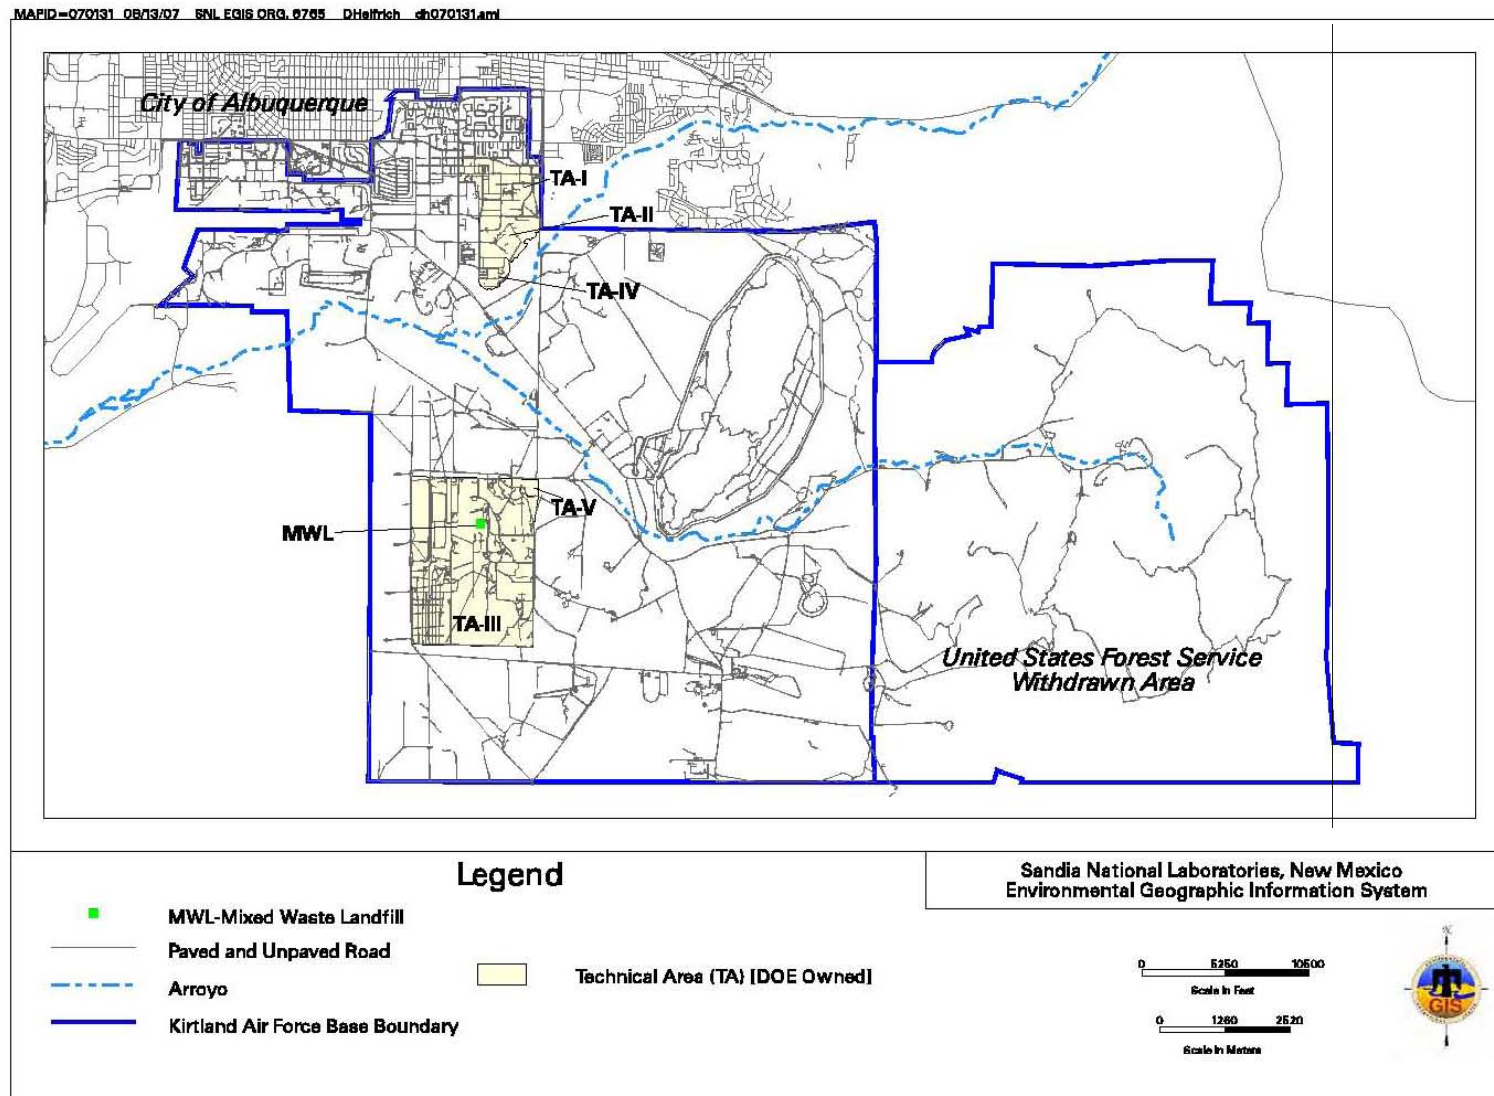 MAPID=070131 08/13/07 SNL EGIS ORG. 6765 DHelfrich dh070131.aml
City of Albuquerque
TA-I
TA-II
TA-IV
TA-V
MWL
TA-III
United States Forest Service
Withdrawn Area
Legend
MWL-Mixed Waste Landfill
Paved and Unpaved Road
Arroyo
Kirtland Air Force Base Boundary
Technical Area (TA) [DOE Owned]
Sandia National Laboratories, New Mexico
Environmental Geographic Information System
0 5250 10500
Scale in Feet
0 1260 2520
Scale in Meters
GIS